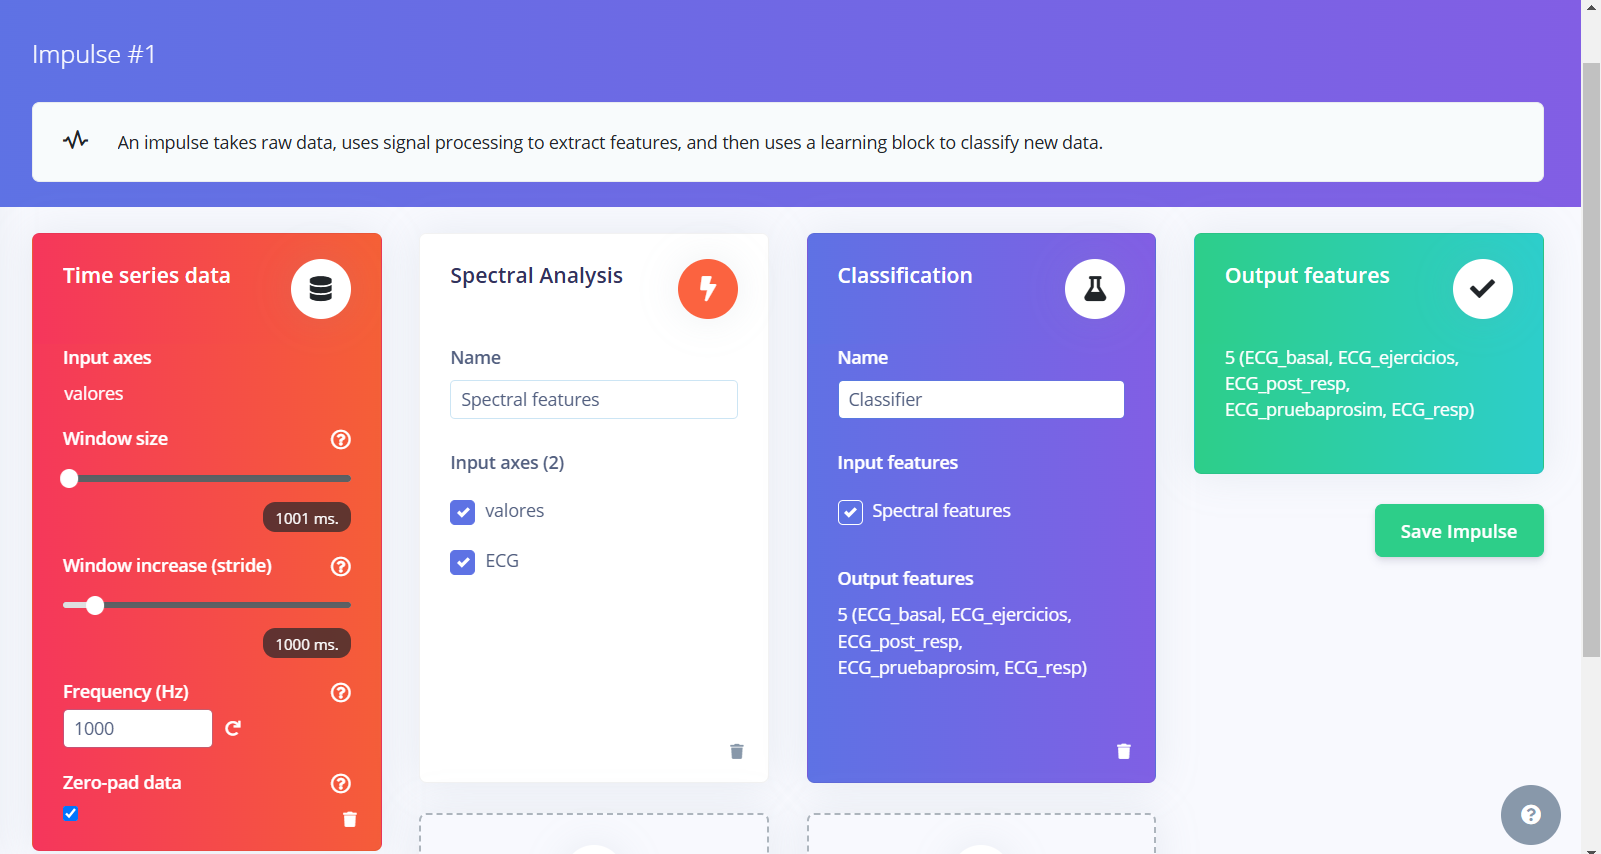 Impulse #1
An impulse takes raw data, uses signal processing to extract features, and then uses a learning block to classify new data.
Time series data
Input axes
valores
Window size
1001 ms.
Window increase (stride)
1000 ms.
Frequency (Hz)
1000
Zero-pad data
Spectral Analysis
Name
Spectral features
Input axes (2)
valores
ECG
Classification
Name
Classifier
Input features
Spectral features
Output features
5 (ECG_basal, ECG_ejercicios,
ECG_post_resp,
ECG_pruebaprosim, ECG_resp)
Output features
5 (ECG_basal, ECG_ejercicios,
ECG_post_resp,
ECG_pruebaprosim, ECG_resp)
Save Impulse